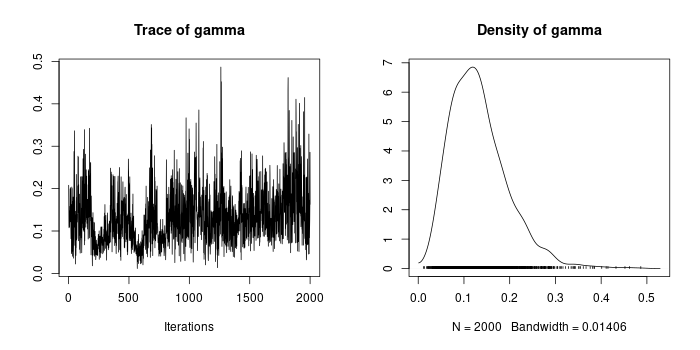 Trace of gamma
0.5
0.4
0.3
0.2
0.1
0.0
0 500 1000 1500 2000
Iterations
Density of gamma
7
6
5
4
3
2
1
0
0.0 0.1 0.2 0.3 0.4 0.5
N = 2000 Bandwidth = 0.01406